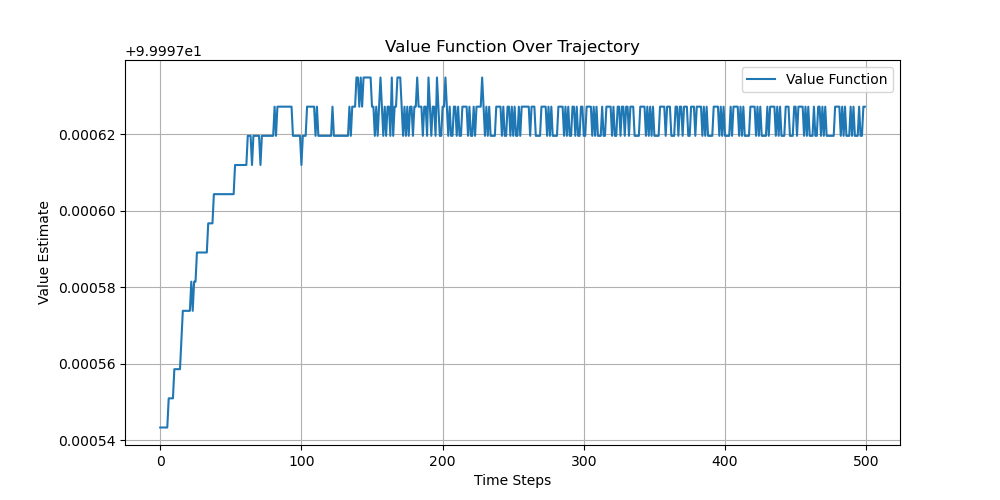 Value Function Over Trajectory
+9.9997e1
Value Function
0.00062
0.00060
0.00058
0.00056
0.00054
Value Estimate
0 100 200 300 400 500
Time Steps